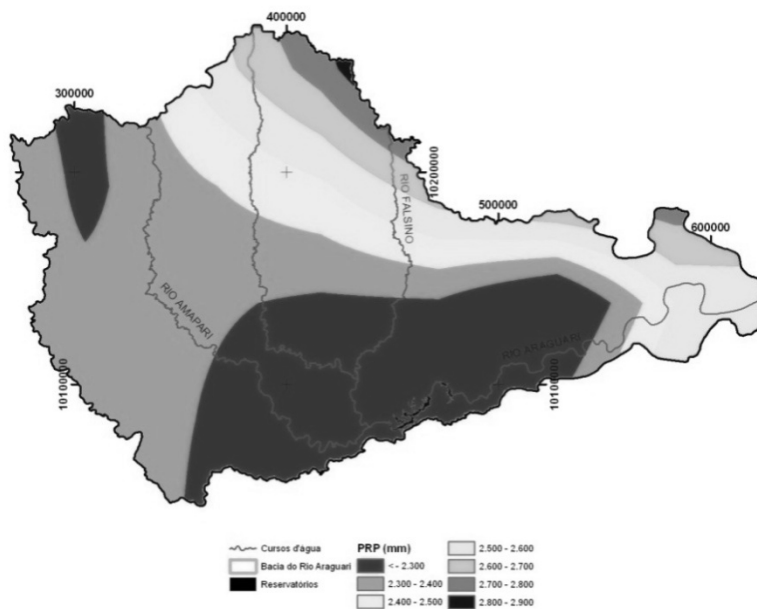 400000
300000
10200000
RIO FALSINO
500000
600000
RIO AMAPARI
RIO ARAGUARI
10100000
10100000
Cursos d'água
Bacia do Rio Araguari
Reservatórios
PRP (mm)
<- 2.300
2.300 - 2.400
2.400 - 2.500
2.500 - 2.600
2.600 - 2.700
2.700 - 2.800
2.800 - 2.900